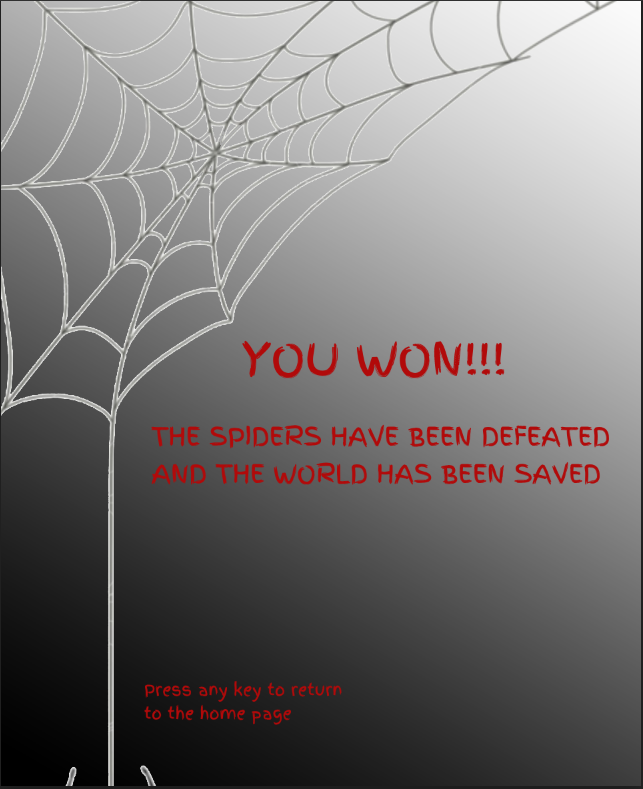 YOU WON!!!
THE SPIDERS HAVE BEEN DEFEATED
AND THE WORLD HAS BEEN SAVED
Press any key to return
to the home page